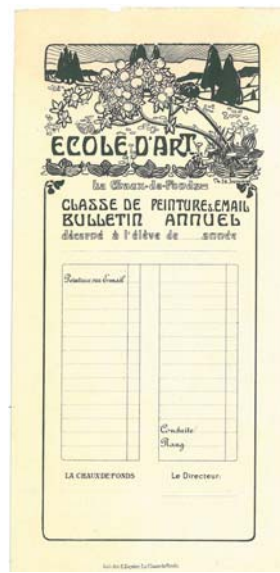 ECOLE D'ART
La Chaux-de-Fonds
CLASSE DE PEINTURE s. EMAIL
BULLETIN ANNUEL
décerné à l'élève de année
Peinture sur Email
Conduite
Rang
LA CHAUX-DE-FONDS
Le Directeur: